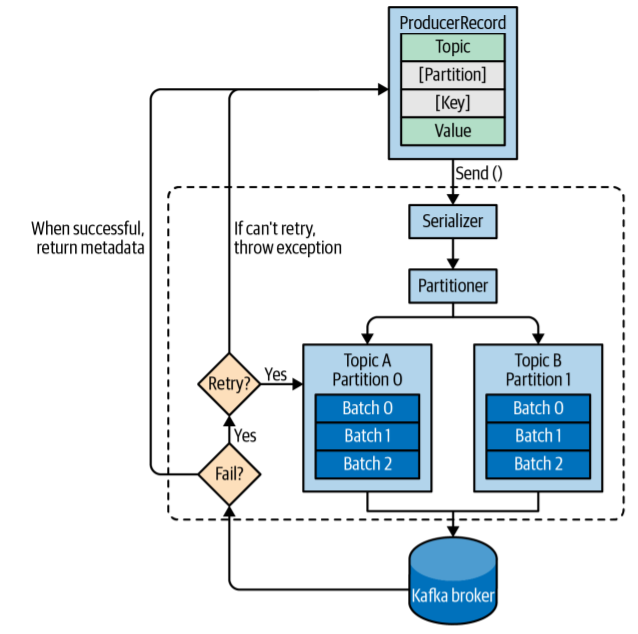 ProducerRecord
Topic
[Partition]
[Key]
Value
Send ()
When successful,
return metadata
If can't retry,
throw exception
Serializer
Partitioner
Topic A
Partition 0
Batch 0
Batch 1
Batch 2
Topic B
Partition 1
Batch 0
Batch 1
Batch 2
Retry?
Yes
Yes
Fail?
Kafka broker